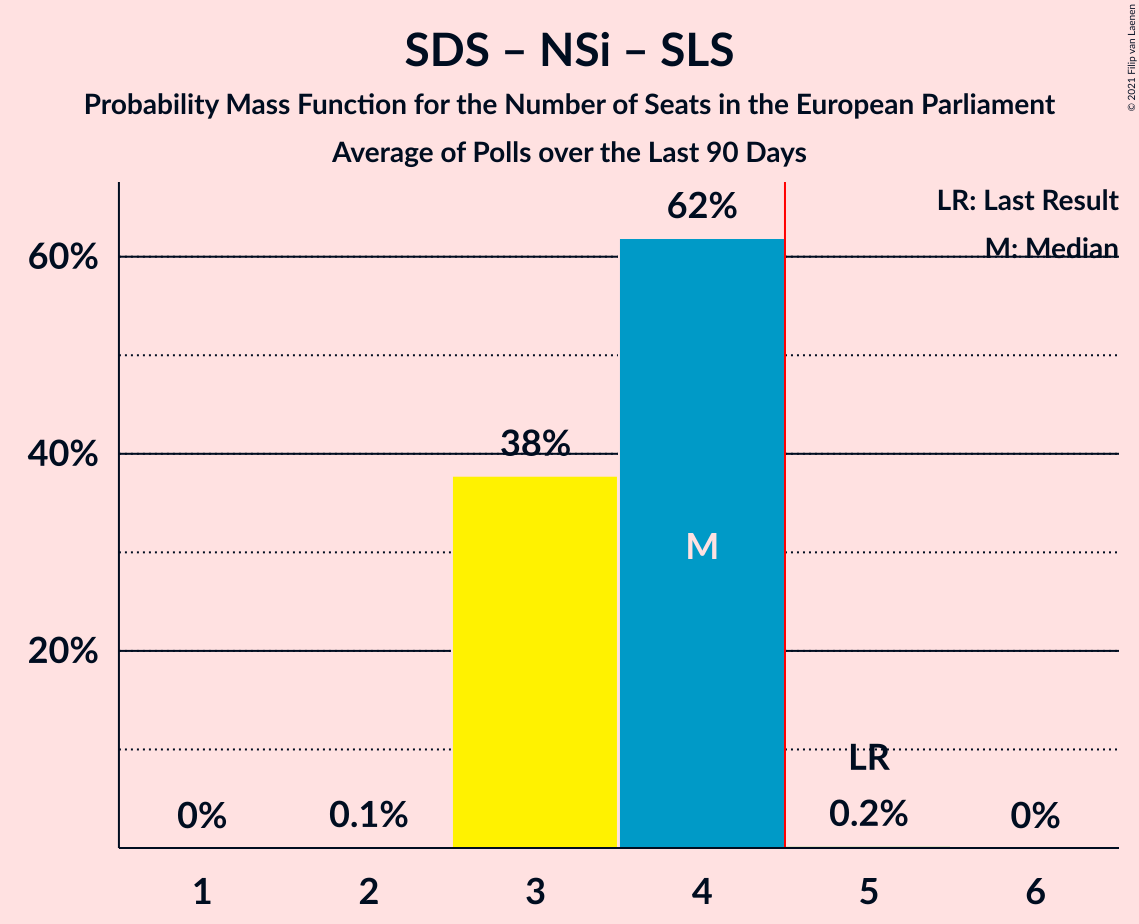 SDS – NSi – SLS
Probability Mass Function for the Number of Seats in the European Parliament
Average of Polls over the Last 90 Days
© 2021 Filip van Laenen
LR: Last Result
M: Median
60%
40%
20%
0%
0.1%
38%
62%
M
LR
0.2%
0%
1 2 3 4 5 6